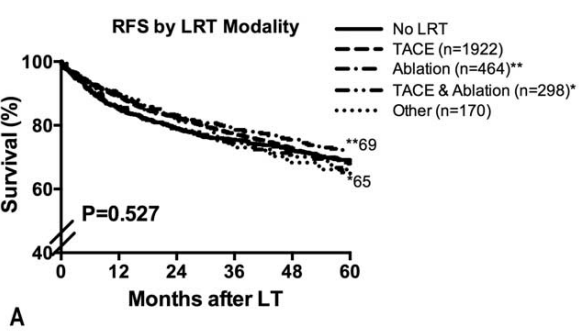 RFS by LRT Modality
No LRT
TACE (n=1922)
Ablation (n=464)**
TACE & Ablation (n=298)*
Other (n=170)
Survival (%)
100
80
60
40
**69
*65
P=0.527
0 12 24 36 48 60
Months after LT
A